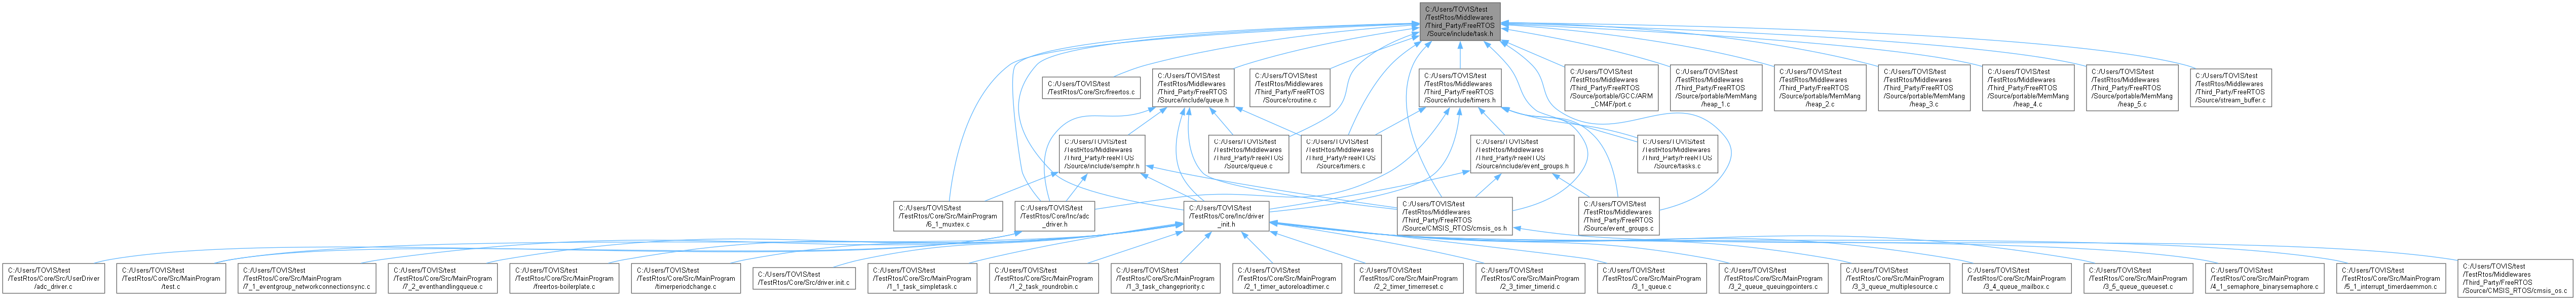 C:/Users/TOVIS/test
/TestRtos/Middlewares
/Third_Party/FreeRTOS
/Source/include/task.h
C:/Users/TOVIS/test
/TestRtos/Core/Src/freertos.c
C:/Users/TOVIS/test
/TestRtos/Middlewares
/Third_Party/FreeRTOS
/Source/include/queue.h
C:/Users/TOVIS/test
/TestRtos/Middlewares
/Third_Party/FreeRTOS
/Source/croutine.c
C:/Users/TOVIS/test
/TestRtos/Middlewares
/Third_Party/FreeRTOS
/Source/include/timers.h
C:/Users/TOVIS/test
/TestRtos/Middlewares
/Third_Party/FreeRTOS
/Source/portable/GCC/ARM
_CM4F/port.c
C:/Users/TOVIS/test
/TestRtos/Middlewares
/Third_Party/FreeRTOS
/Source/portable/MemMang
/heap_1.c
C:/Users/TOVIS/test
/TestRtos/Middlewares
/Third_Party/FreeRTOS
/Source/portable/MemMang
/heap_2.c
C:/Users/TOVIS/test
/TestRtos/Middlewares
/Third_Party/FreeRTOS
/Source/portable/MemMang
/heap_3.c
C:/Users/TOVIS/test
/TestRtos/Middlewares
/Third_Party/FreeRTOS
/Source/portable/MemMang
/heap_4.c
C:/Users/TOVIS/test
/TestRtos/Middlewares
/Third_Party/FreeRTOS
/Source/portable/MemMang
/heap_5.c
C:/Users/TOVIS/test
/TestRtos/Middlewares
/Third_Party/FreeRTOS
/Source/stream_buffer.c
C:/Users/TOVIS/test
/TestRtos/Middlewares
/Third_Party/FreeRTOS
/Source/include/semphr.h
C:/Users/TOVIS/test
/TestRtos/Middlewares
/Third_Party/FreeRTOS
/Source/queue.c
C:/Users/TOVIS/test
/TestRtos/Middlewares
/Third_Party/FreeRTOS
/Source/timers.c
C:/Users/TOVIS/test
/TestRtos/Middlewares
/Third_Party/FreeRTOS
/Source/include/event_groups.h
C:/Users/TOVIS/test
/TestRtos/Middlewares
/Third_Party/FreeRTOS
/Source/tasks.c
C:/Users/TOVIS/test
/TestRtos/Core/Src/MainProgram
/6_1_muxtex.c
C:/Users/TOVIS/test
/TestRtos/Core/Inc/adc
_driver.h
C:/Users/TOVIS/test
/TestRtos/Core/Inc/driver
_init.h
C:/Users/TOVIS/test
/TestRtos/Middlewares
/Third_Party/FreeRTOS
/Source/CMSIS_RTOS/cmsis_os.h
C:/Users/TOVIS/test
/TestRtos/Middlewares
/Third_Party/FreeRTOS
/Source/event_groups.c
C:/Users/TOVIS/test
/TestRtos/Core/Src/UserDriver
/adc_driver.c
C:/Users/TOVIS/test
/TestRtos/Core/Src/MainProgram
/test.c
C:/Users/TOVIS/test
/TestRtos/Core/Src/MainProgram
/7_1_eventgroup_networkconnectionsync.c
C:/Users/TOVIS/test
/TestRtos/Core/Src/MainProgram
/7_2_eventhandlingqueue.c
C:/Users/TOVIS/test
/TestRtos/Core/Src/MainProgram
/freertos-boilerplate.c
C:/Users/TOVIS/test
/TestRtos/Core/Src/MainProgram
/timerperiodchange.c
C:/Users/TOVIS/test
/TestRtos/Core/Src/driver.init.c
C:/Users/TOVIS/test
/TestRtos/Core/Src/MainProgram
/1_1_task_simpletask.c
C:/Users/TOVIS/test
/TestRtos/Core/Src/MainProgram
/1_2_task_roundrobin.c
C:/Users/TOVIS/test
/TestRtos/Core/Src/MainProgram
/1_3_task_changepriority.c
C:/Users/TOVIS/test
/TestRtos/Core/Src/MainProgram
/2_1_timer_autoreloadtimer.c
C:/Users/TOVIS/test
/TestRtos/Core/Src/MainProgram
/2_2_timer_timerreset.c
C:/Users/TOVIS/test
/TestRtos/Core/Src/MainProgram
/2_3_timer_timerid.c
C:/Users/TOVIS/test
/TestRtos/Core/Src/MainProgram
/3_1_queue.c
C:/Users/TOVIS/test
/TestRtos/Core/Src/MainProgram
/3_2_queue_queuingpointers.c
C:/Users/TOVIS/test
/TestRtos/Core/Src/MainProgram
/3_3_queue_multiplesource.c
C:/Users/TOVIS/test
/TestRtos/Core/Src/MainProgram
/3_4_queue_mailbox.c
C:/Users/TOVIS/test
/TestRtos/Core/Src/MainProgram
/3_5_queue_queueset.c
C:/Users/TOVIS/test
/TestRtos/Core/Src/MainProgram
/4_1_semaphore_binarysemaphore.c
C:/Users/TOVIS/test
/TestRtos/Core/Src/MainProgram
/5_1_interrupt_timerdaemmon.c
C:/Users/TOVIS/test
/TestRtos/Middlewares
/Third_Party/FreeRTOS
/Source/CMSIS_RTOS/cmsis_os.c